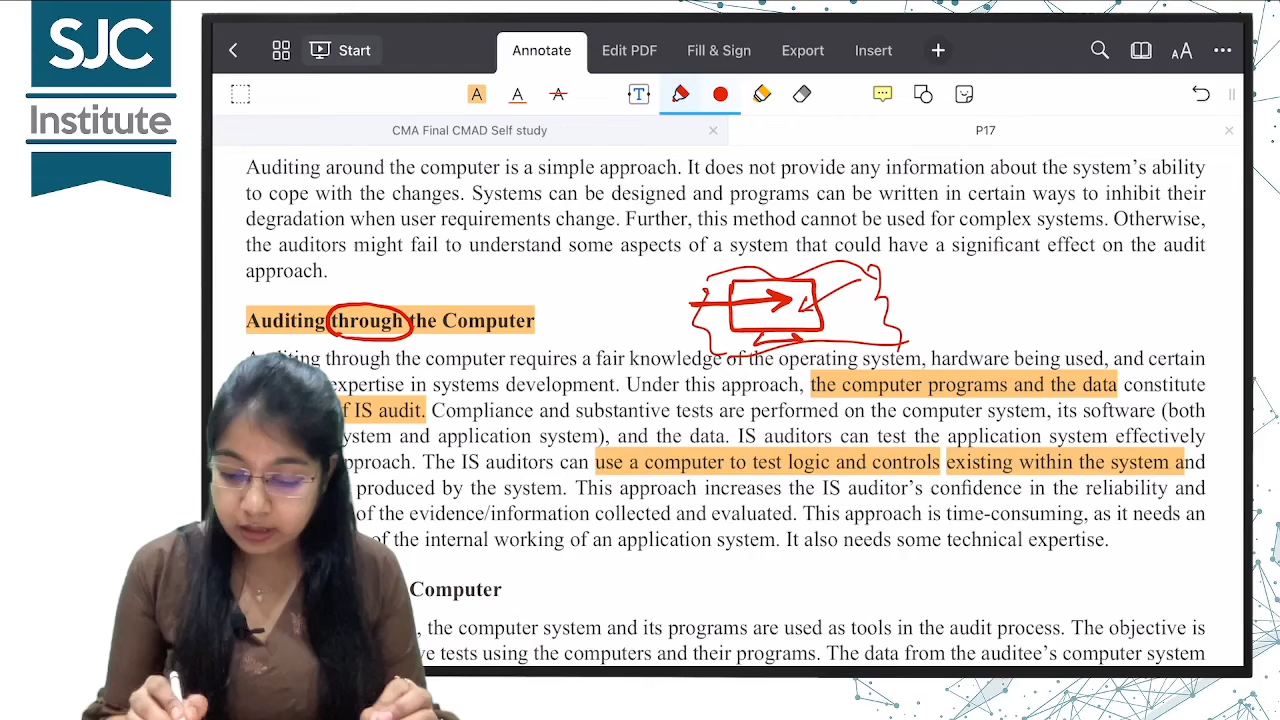 SJC
Institute
Start
Annotate
Edit PDF
Fill & Sign
Export
Insert
CMA Final CMAD Self study
P17
Auditing around the computer is a simple approach. It does not provide any information about the system's ability
to cope with the changes. Systems can be designed and programs can be written in certain ways to inhibit their
degradation when user requirements change. Further, this method cannot be used for complex systems. Otherwise,
the auditors might fail to understand some aspects of a system that could have a significant effect on the audit
approach.
Auditing through the Computer
Auditing through the computer requires a fair knowledge of the operating system, hardware being used, and certain
expertise in systems development. Under this approach, the computer programs and the data constitute
f IS audit. Compliance and substantive tests are performed on the computer system, its software (both
ystem and application system), and the data. IS auditors can test the application system effectively
pproach. The IS auditors can use a computer to test logic and controls existing within the system and
produced by the system. This approach increases the IS auditor's confidence in the reliability and
of the evidence/information collected and evaluated. This approach is time-consuming, as it needs an
of the internal working of an application system. It also needs some technical expertise.
Computer
, the computer system and its programs are used as tools in the audit process. The objective is
ve tests using the computers and their programs. The data from the auditee's computer system